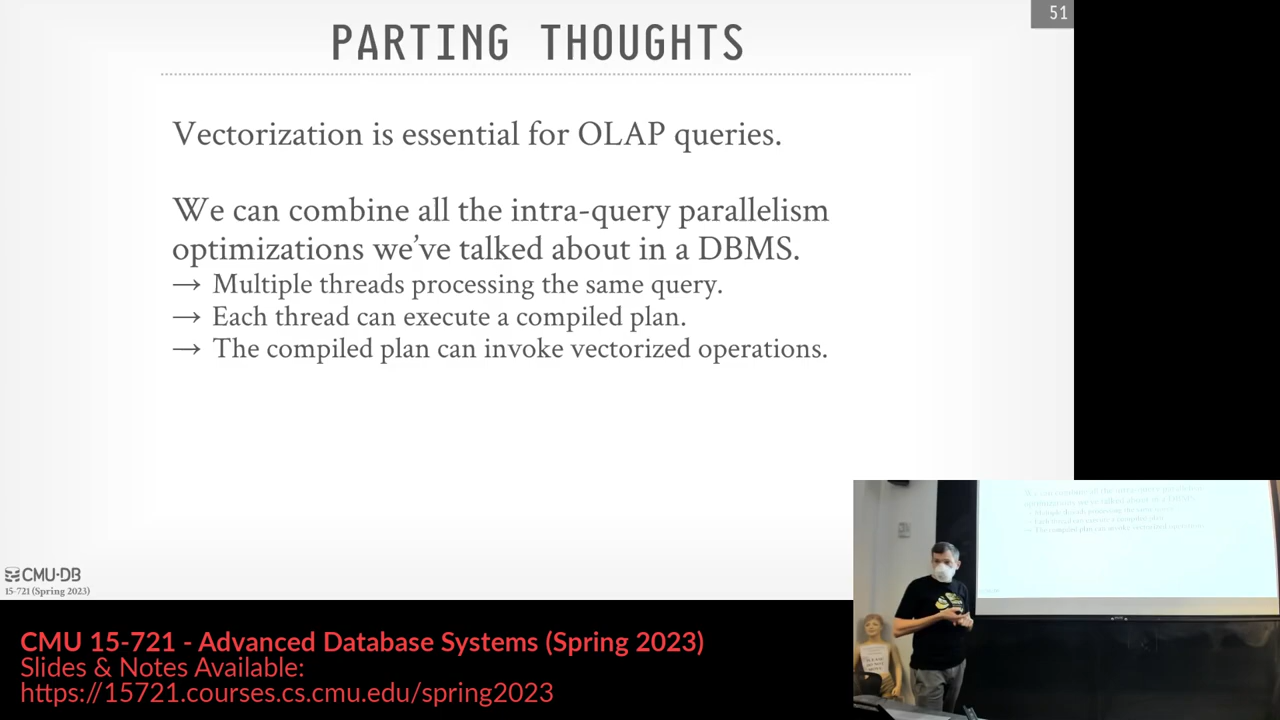 51
PARTING THOUGHTS
Vectorization is essential for OLAP queries.
We can combine all the intra-query parallelism
optimizations we've talked about in a DBMS.
→ Multiple threads processing the same query.
→ Each thread can execute a compiled plan.
→ The compiled plan can invoke vectorized operations.
CMU·DB
15-721 (Spring 2023)
CMU 15-721 - Advanced Database Systems (Spring 2023)
Slides & Notes Available:
https://15721.courses.cs.cmu.edu/spring2023